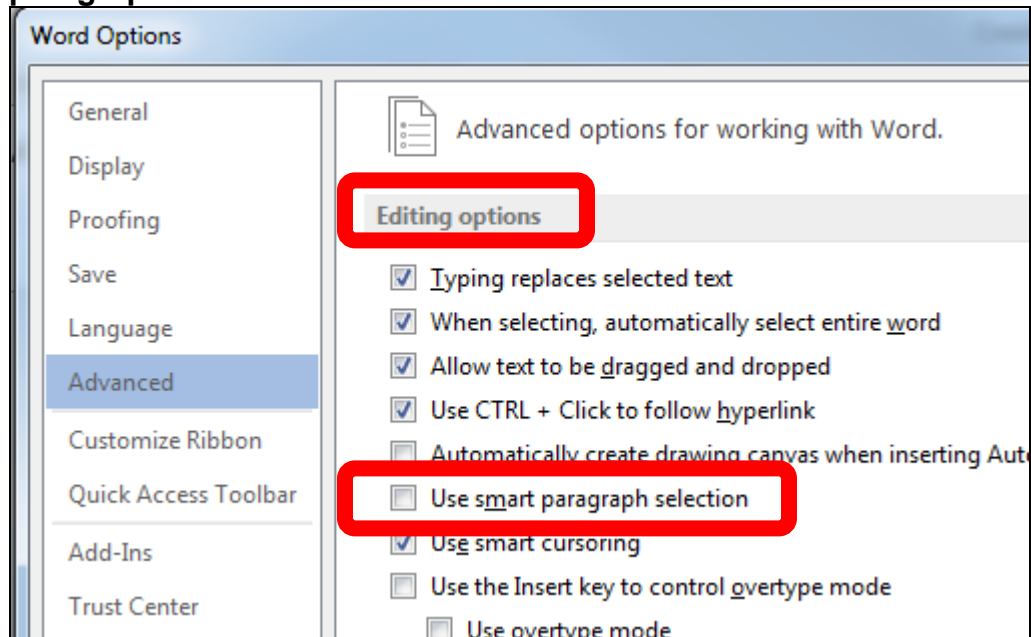 Word Options
General
Display
Proofing
Save
Language
Advanced
Customize Ribbon
Quick Access Toolbar
Add-Ins
Trust Center
Advanced options for working with Word.
Editing options
Typing replaces selected text
When selecting, automatically select entire word
Allow text to be dragged and dropped
Use CTRL + Click to follow hyperlink
Automatically create drawing canvas when inserting Auto
Use smart paragraph selection
Use smart cursoring
Use the Insert key to control overtype mode
Use overtype mode